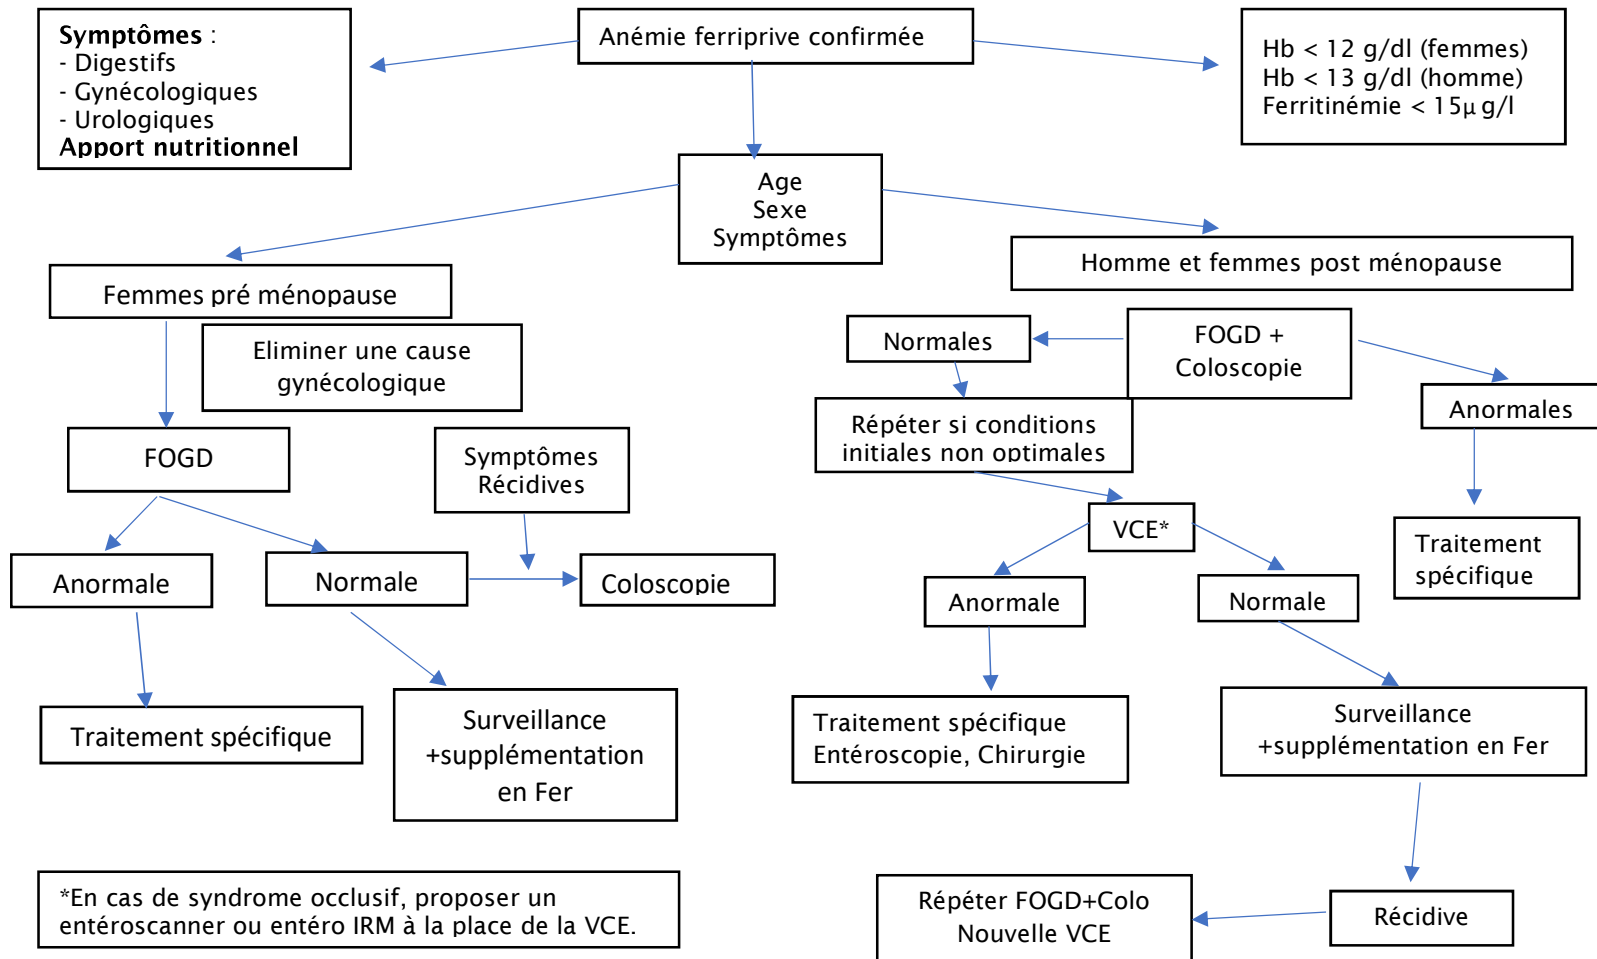 Symptômes :
- Digestifs
- Gynécologiques
- Urologiques
Apport nutritionnel
Anémie ferriprive confirmée
Hb < 12 g/dl (femmes)
Hb < 13 g/dl (homme)
Ferritinémie < 15µ g/l
Age
Sexe
Symptômes
Femmes pré ménopause
Homme et femmes post ménopause
Eliminer une cause
gynécologique
Normales
FOGD +
Coloscopie
Anormales
Répéter si conditions
initiales non optimales
FOGD
Symptômes
Récidives
VCE*
Traitement
spécifique
Anormale
Normale
Coloscopie
Anormale
Normale
Traitement spécifique
Surveillance
+supplémentation
en Fer
Traitement spécifique
Entéroscopie, Chirurgie
Surveillance
+supplémentation en Fer
*En cas de syndrome occlusif, proposer un
entéroscanner ou entéro IRM à la place de la VCE.
Répéter FOGD+Colo
Nouvelle VCE
Récidive